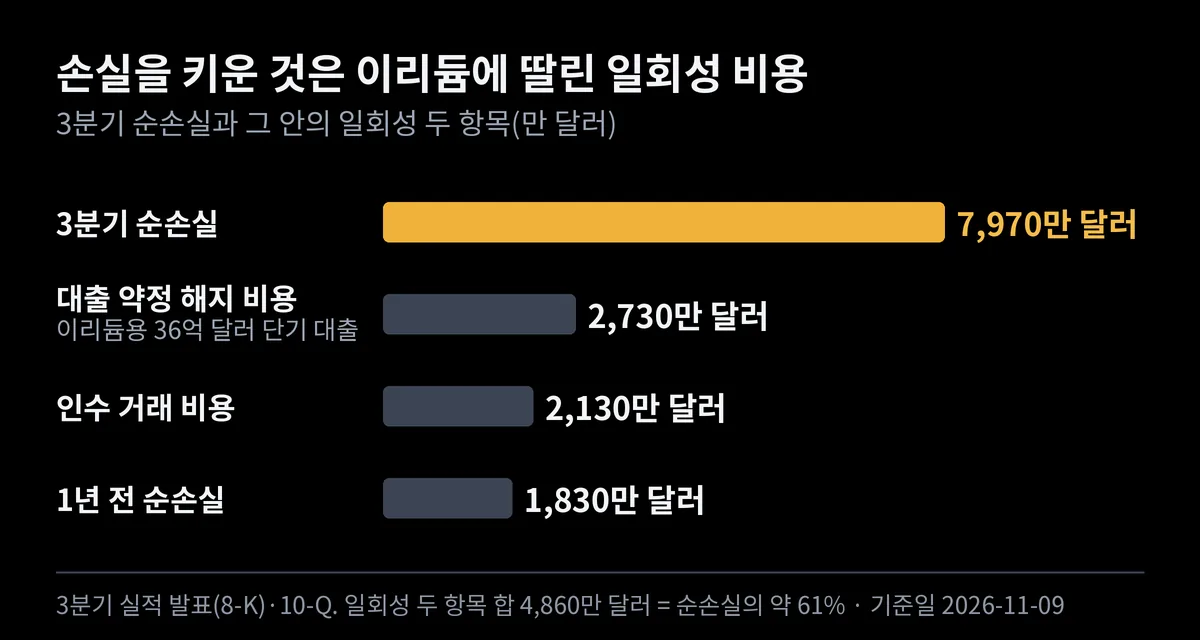 손실을 키운 것은 이리듐에 딸린 일회성 비용
3분기 순손실과 그 안의 일회성 두 항목(만 달러)
3분기 순손실
7,970만 달러
대출 약정 해지 비용
이리듐용 36억 달러 단기 대출
2,730만 달러
인수 거래 비용
2,130만 달러
1년 전 순손실
1,830만 달러
3분기 실적 발표(8-K)·10-Q. 일회성 두 항목 합 4,860만 달러 = 순손실의 약 61% · 기준일 2026-11-09